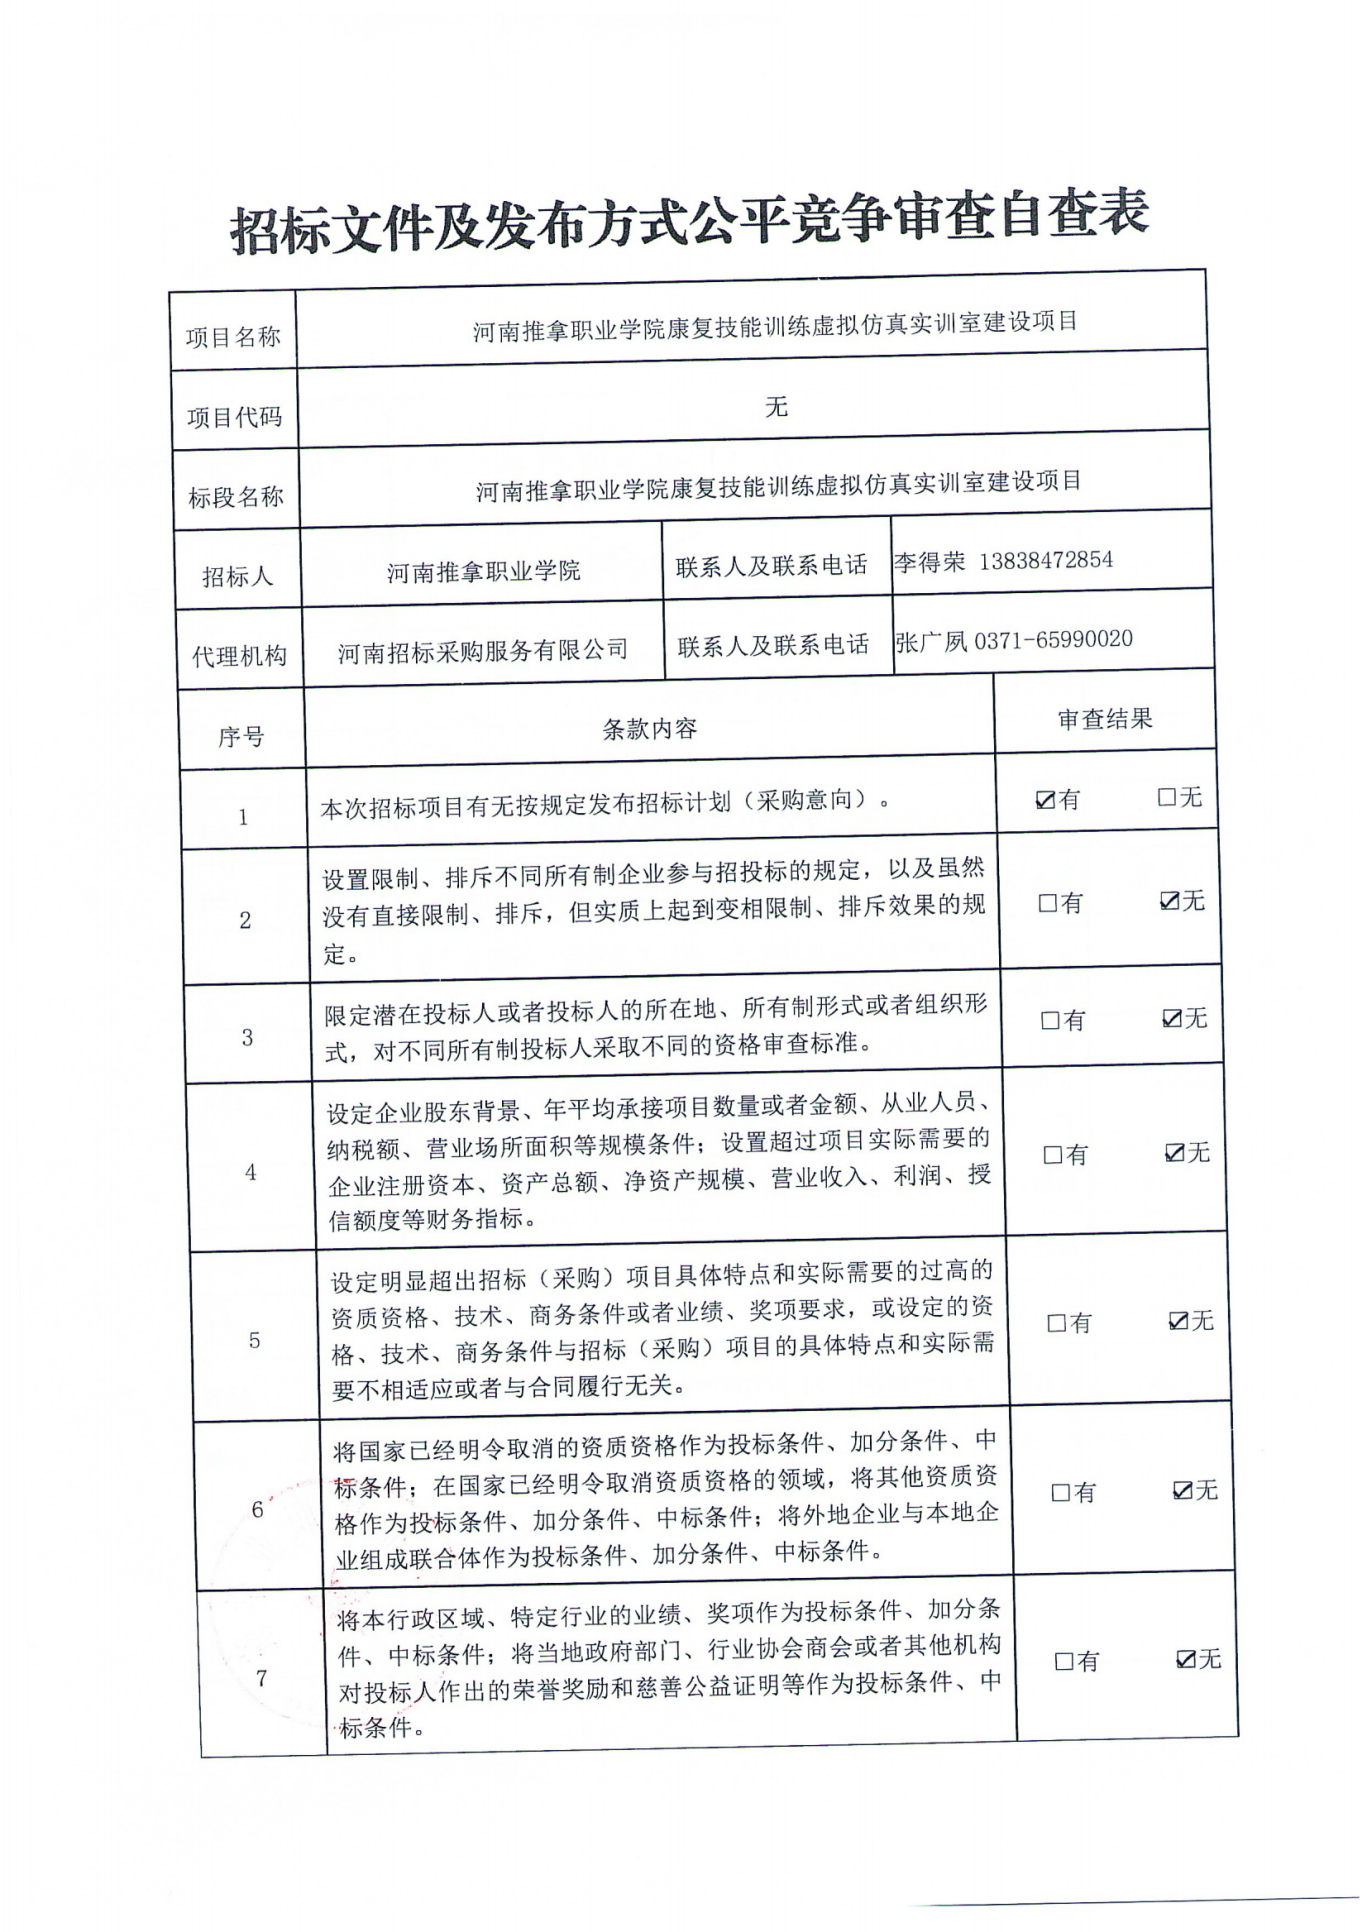 招标文件及发布方式公平竞争审查自查表
项目名称 河南推拿职业学院康复技能训练虚拟仿真实训室建设项目
项目代码 无
标段名称 河南推拿职业学院康复技能训练虚拟仿真实训室建设项目
招标人 河南推拿职业学院 联系人及联系电话 李得荣 13838472854
代理机构 河南招标采购服务有限公司 联系人及联系电话 张广夙 0371-65990020
序号 条款内容 审查结果
1 本次招标项目有无按规定发布招标计划（采购意向）。 ☑有 □无
设置限制、排斥不同所有制企业参与招投标的规定，以及虽然
2 没有直接限制、排斥，但实质上起到变相限制、排斥效果的规 □有 ☑无
定。
3 限定潜在投标人或者投标人的所在地、所有制形式或者组织形 □有 ☑无
式，对不同所有制投标人采取不同的资格审查标准。
设定企业股东背景、年平均承接项目数量或者金额、从业人员、
4 纳税额、营业场所面积等规模条件；设置超过项目实际需要的 □有 ☑无
企业注册资本、资产总额、净资产规模、营业收入、利润、授
信额度等财务指标。
设定明显超出招标（采购）项目具体特点和实际需要的过高的
5 资质资格、技术、商务条件或者业绩、奖项要求，或设定的资 □有 ☑无
格、技术、商务条件与招标（采购）项目的具体特点和实际需
要不相适应或者与合同履行无关。
将国家已经明令取消的资质资格作为投标条件、加分条件、中
6 标条件；在国家已经明令取消资质资格的领域，将其他资质资 □有 ☑无
格作为投标条件、加分条件、中标条件；将外地企业与本地企
业组成联合体作为投标条件、加分条件、中标条件。
将本行政区域、特定行业的业绩、奖项作为投标条件、加分条
7 件、中标条件；将当地政府部门、行业协会商会或者其他机构 □有 ☑无
对投标人作出的荣誉奖励和慈善公益证明等作为投标条件、中
标条件。